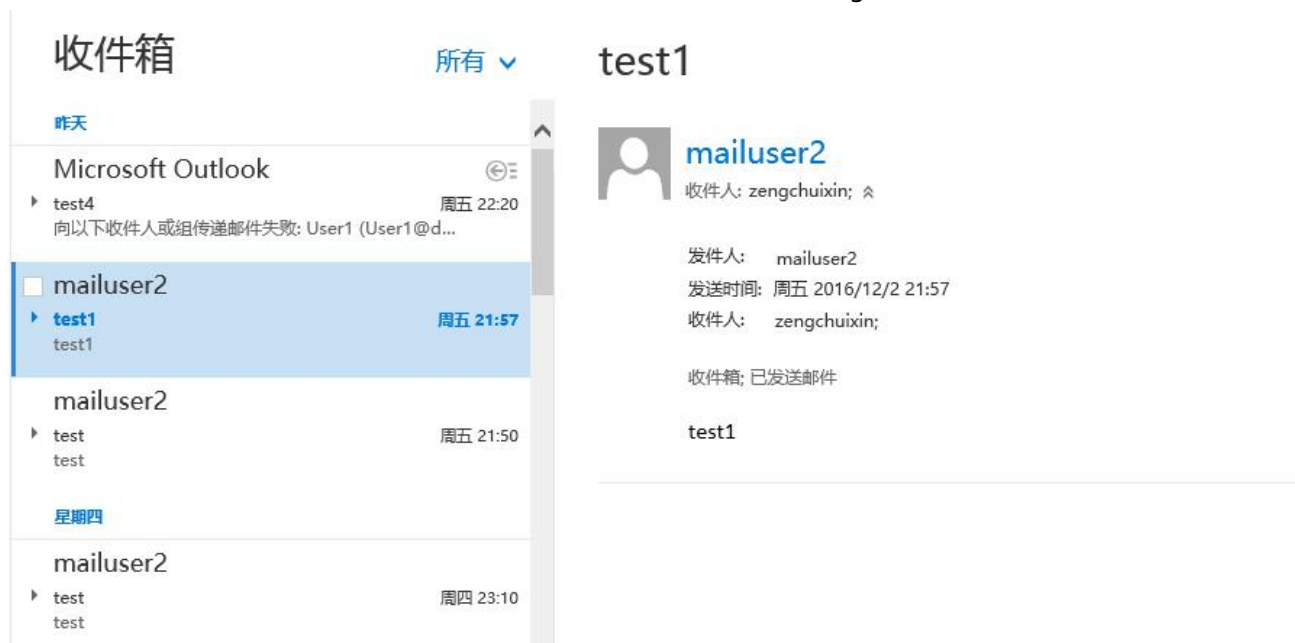 收件箱
所有
昨天
Microsoft Outlook
test4 周五 22:20
向以下收件人或组传递邮件失败: User1 (User1@d...
mailuser2
test1 周五 21:57
test1
mailuser2
test 周五 21:50
test
星期四
mailuser2
test 周四 23:10
test
test1
mailuser2
收件人: zengchuixin;
发件人: mailuser2
发送时间: 周五 2016/12/2 21:57
收件人: zengchuixin;
收件箱; 已发送邮件
test1